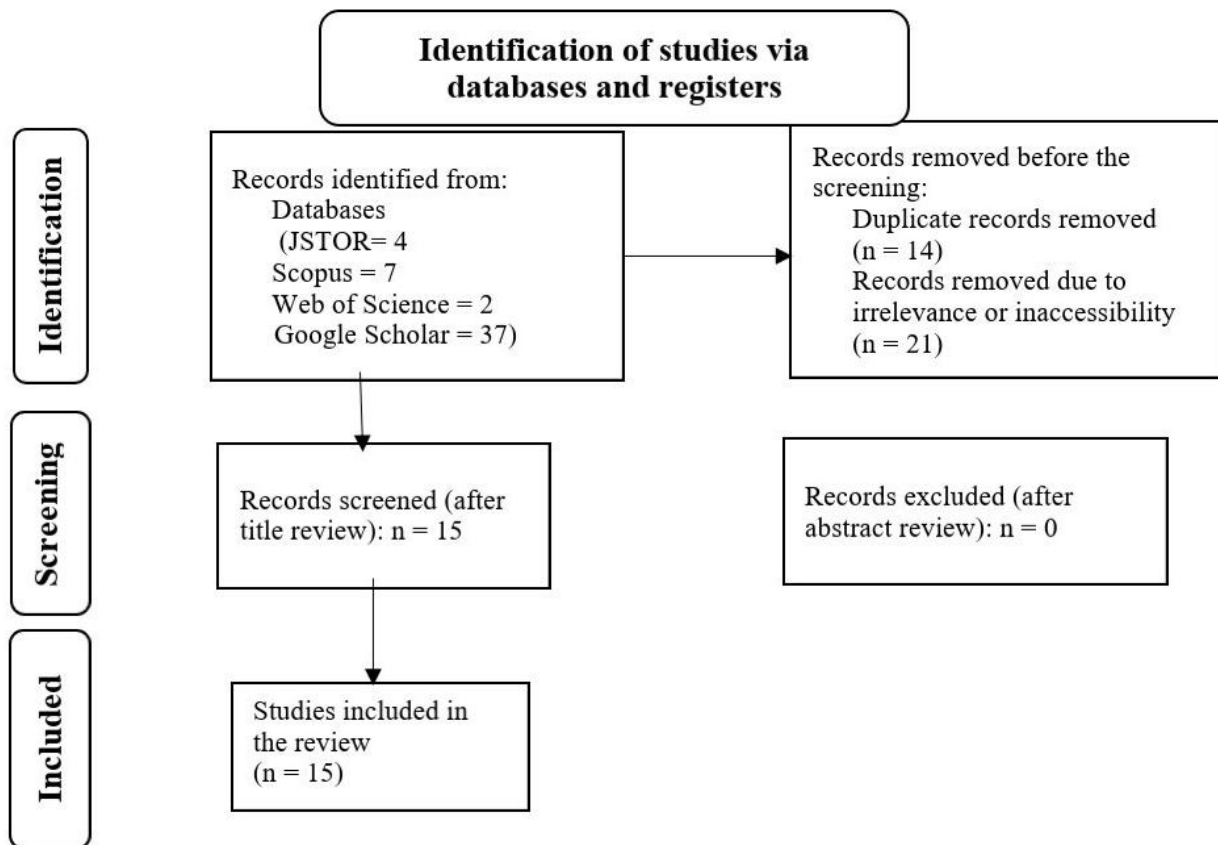 Identification of studies via
databases and registers
Identification
Records identified from:
Databases
(JSTOR= 4
Scopus = 7
Web of Science = 2
Google Scholar = 37)
Records removed before the
screening:
Duplicate records removed
(n = 14)
Records removed due to
irrelevance or inaccessibility
(n = 21)
Screening
Records screened (after
title review): n = 15
Records excluded (after
abstract review): n = 0
Included
Studies included in
the review
(n = 15)